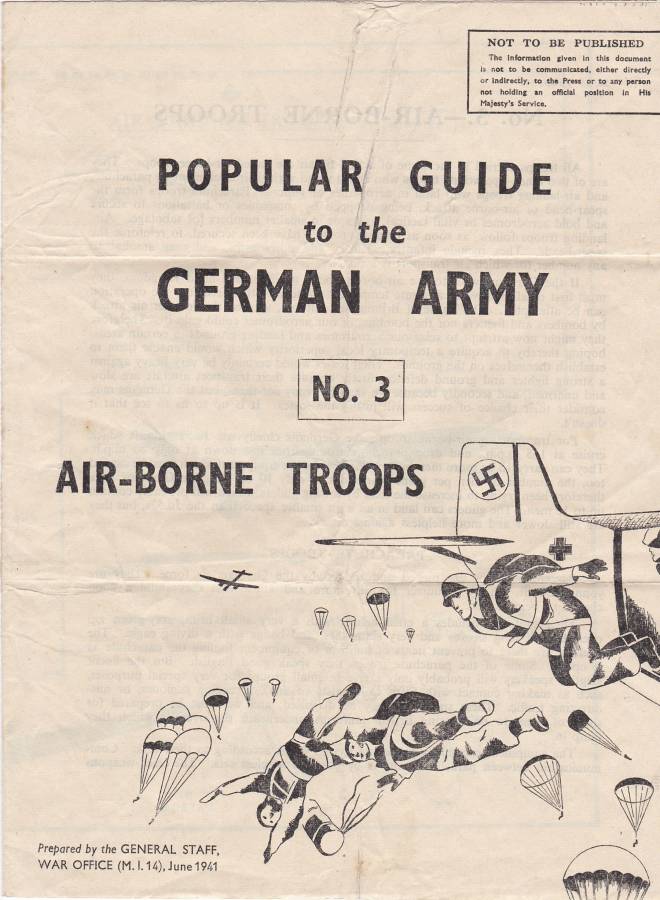 NOT TO BE PUBLISHED
The information given in this document
is not to be communicated, either directly
or indirectly, to the Press or to any person
not holding an official position in His
Majesty's Service.
POPULAR GUIDE
to the
GERMAN ARMY
No. 3
AIR-BORNE TROOPS
Prepared by the GENERAL STAFF,
WAR OFFICE (M.I.14), June 1941